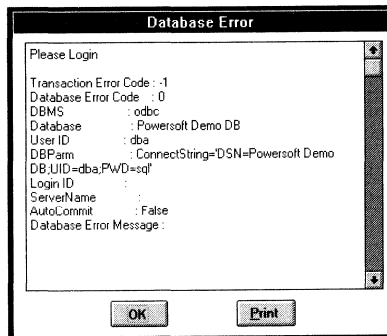 Database Error
Please Login
Transaction Error Code : -1
Database Error Code : 0
DBMS : odbc
Database : Powersoft Demo DB
User ID : dba
DBParm : ConnectString='DSN=Powersoft Demo
DB;UID=dba;PWD=sql'
Login ID :
ServerName :
AutoCommit : False
Database Error Message :
OK Print